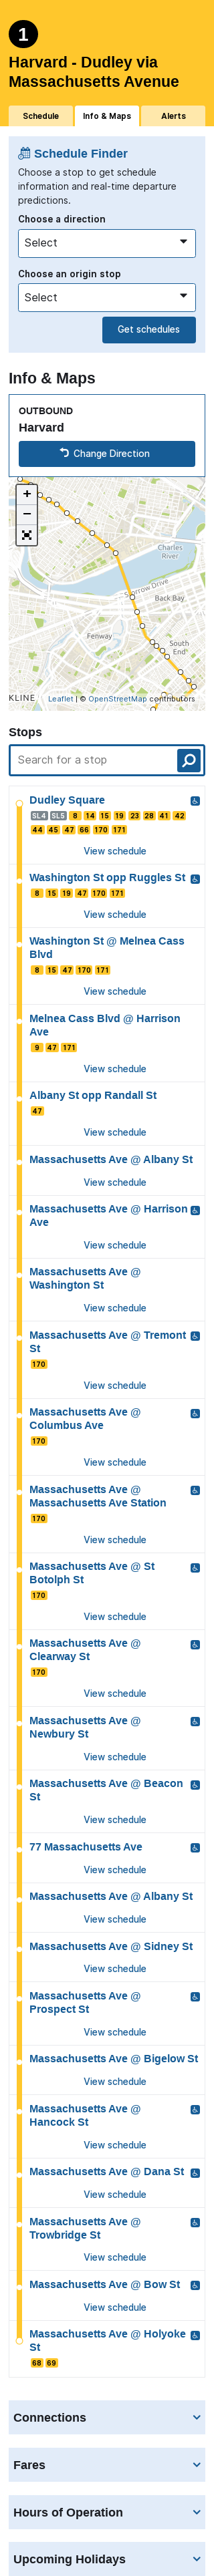 1
Harvard - Dudley via
Massachusetts Avenue
Schedule
Info & Maps
Alerts
Schedule Finder
Choose a stop to get schedule
information and real-time departure
predictions.
Choose a direction
Select
Choose an origin stop
Select
Get schedules
Info & Maps
OUTBOUND
Harvard
Change Direction
+
−
Charles
River
Storrow Drive
Back Bay
Fenway
South
End
KLINE
Leaflet | © OpenStreetMap contributors
Stops
Search for a stop
Dudley Square
SL4 SL5 8 14 15 19 23 28 41 42
44 45 47 66 170 171
View schedule
Washington St opp Ruggles St
8 15 19 47 170 171
View schedule
Washington St @ Melnea Cass
Blvd
8 15 47 170 171
View schedule
Melnea Cass Blvd @ Harrison
Ave
9 47 171
View schedule
Albany St opp Randall St
47
View schedule
Massachusetts Ave @ Albany St
View schedule
Massachusetts Ave @ Harrison
Ave
View schedule
Massachusetts Ave @
Washington St
View schedule
Massachusetts Ave @ Tremont
St
170
View schedule
Massachusetts Ave @
Columbus Ave
170
View schedule
Massachusetts Ave @
Massachusetts Ave Station
170
View schedule
Massachusetts Ave @ St
Botolph St
170
View schedule
Massachusetts Ave @
Clearway St
170
View schedule
Massachusetts Ave @
Newbury St
View schedule
Massachusetts Ave @ Beacon
St
View schedule
77 Massachusetts Ave
View schedule
Massachusetts Ave @ Albany St
View schedule
Massachusetts Ave @ Sidney St
View schedule
Massachusetts Ave @
Prospect St
View schedule
Massachusetts Ave @ Bigelow St
View schedule
Massachusetts Ave @
Hancock St
View schedule
Massachusetts Ave @ Dana St
View schedule
Massachusetts Ave @
Trowbridge St
View schedule
Massachusetts Ave @ Bow St
View schedule
Massachusetts Ave @ Holyoke
St
68 69
Connections
Fares
Hours of Operation
Upcoming Holidays